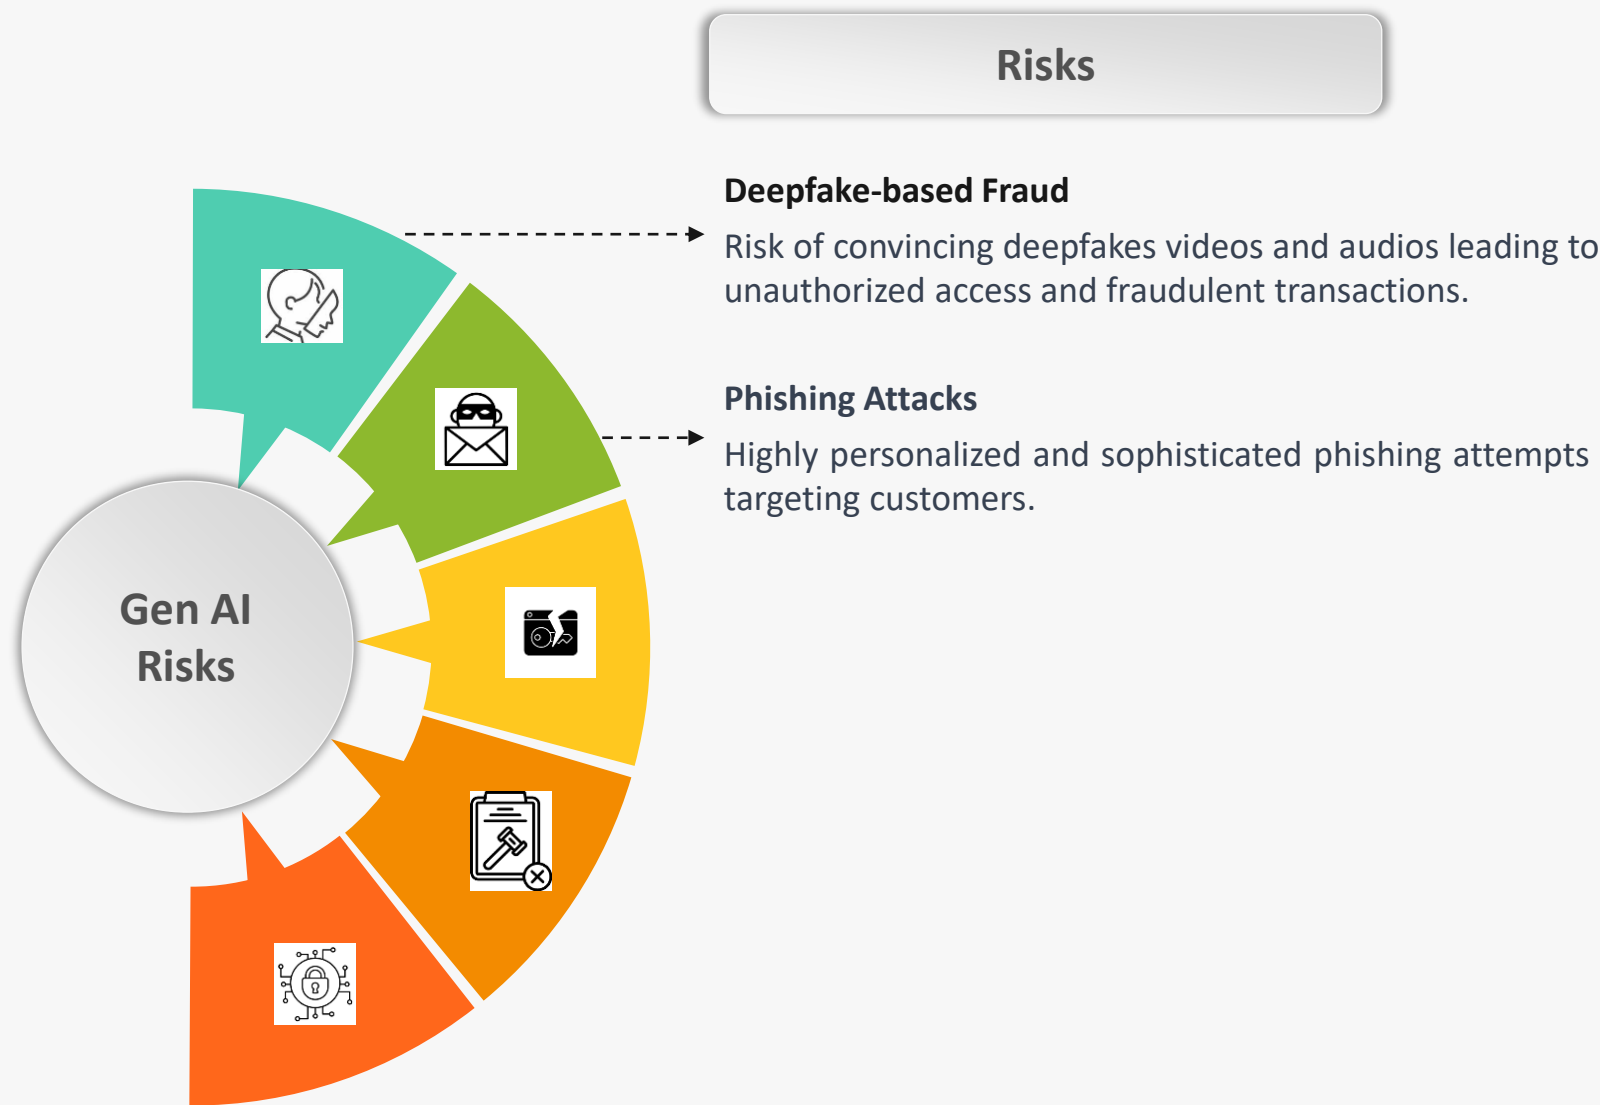 Risks
Deepfake-based Fraud
Risk of convincing deepfakes videos and audios leading to
unauthorized access and fraudulent transactions.
Phishing Attacks
Highly personalized and sophisticated phishing attempts
targeting customers.
Gen AI
Risks